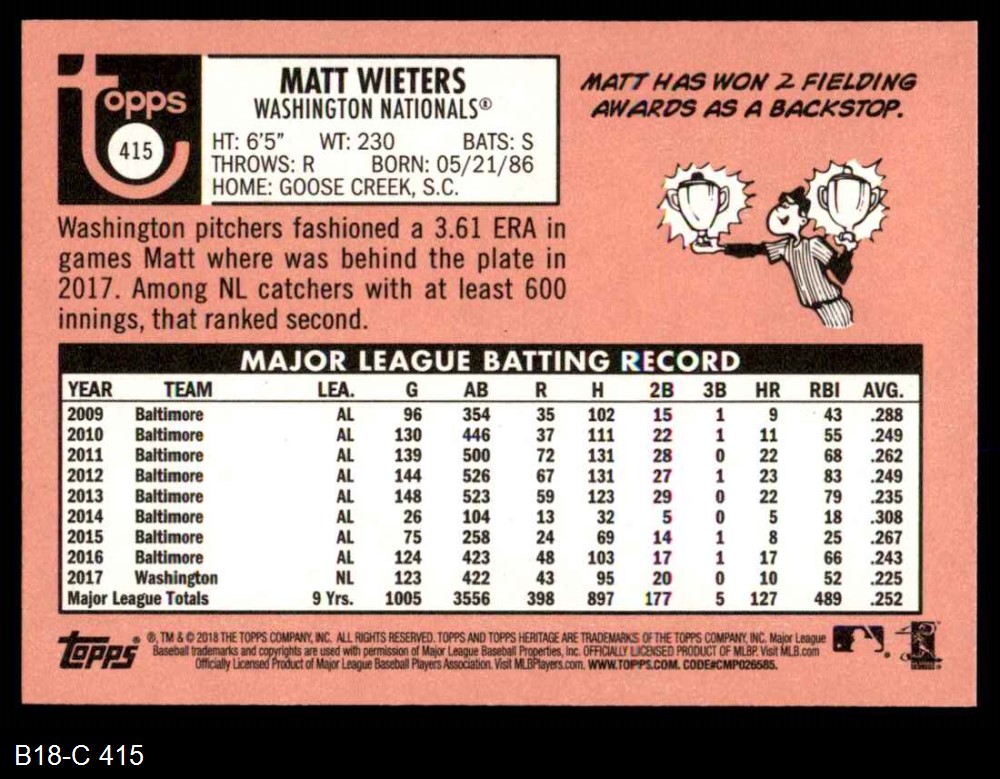 Topps
415
MATT WIETERS
WASHINGTON NATIONALS®
HT: 6'5" WT: 230 BATS: S
THROWS: R BORN: 05/21/86
HOME: GOOSE CREEK, S.C.
MATT HAS WON 2 FIELDING
AWARDS AS A BACKSTOP.
Washington pitchers fashioned a 3.61 ERA in
games Matt where was behind the plate in
2017. Among NL catchers with at least 600
innings, that ranked second.
MAJOR LEAGUE BATTING RECORD
YEAR TEAM LEA. G AB R H 2B 3B HR RBI AVG.
2009 Baltimore AL 96 354 35 102 15 1 9 43 .288
2010 Baltimore AL 130 446 37 111 22 1 11 55 .249
2011 Baltimore AL 139 500 72 131 28 0 22 68 .262
2012 Baltimore AL 144 526 67 131 27 1 23 83 .249
2013 Baltimore AL 148 523 59 123 29 0 22 79 .235
2014 Baltimore AL 26 104 13 32 5 0 5 18 .308
2015 Baltimore AL 75 258 24 69 14 1 8 25 .267
2016 Baltimore AL 124 423 48 103 17 1 17 66 .243
2017 Washington NL 123 422 43 95 20 0 10 52 .225
Major League Totals 9 Yrs. 1005 3556 398 897 177 5 127 489 .252
Topps® ®, TM & © 2018 THE TOPPS COMPANY, INC. ALL RIGHTS RESERVED. TOPPS AND TOPPS HERITAGE ARE TRADEMARKS OF THE TOPPS COMPANY, INC. Major League
Baseball trademarks and copyrights are used with permission of Major League Baseball Properties, Inc. OFFICIALLY LICENSED PRODUCT OF MLBP. Visit MLB.com
Officially Licensed Product of Major League Baseball Players Association. Visit MLBPlayers.com. WWW.TOPPS.COM. CODE#CMP026585.
B18-C 415